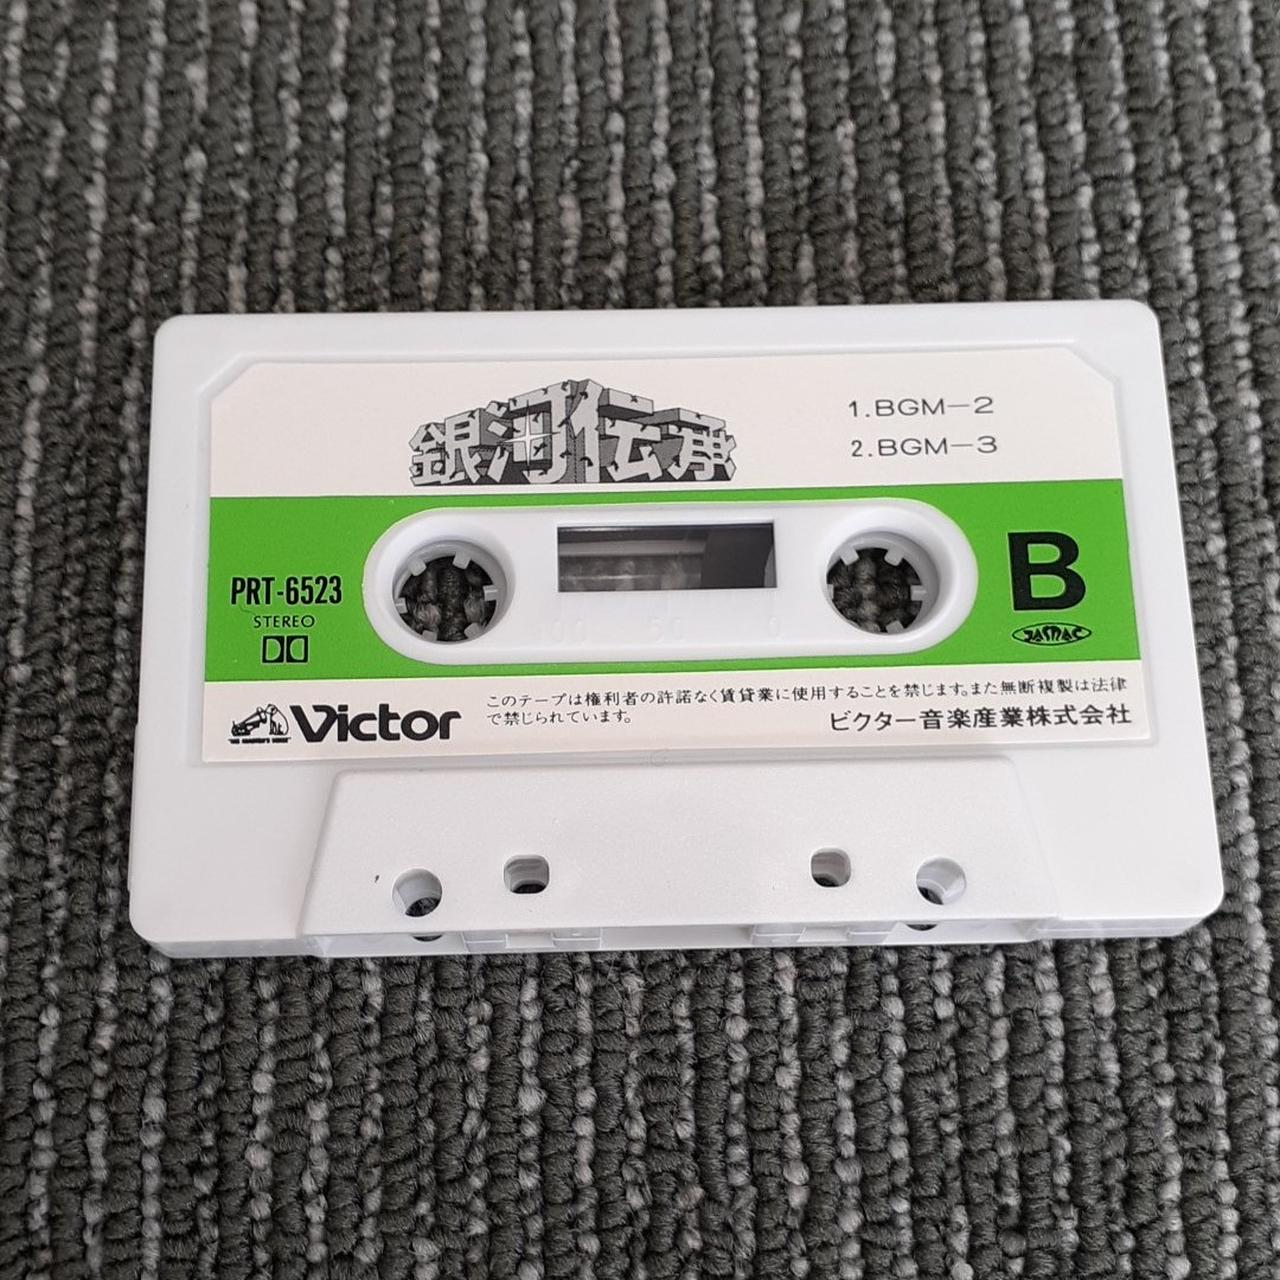 銀河伝承
1.BGM－2
2.BGM－3
PRT-6523
STEREO
B
JASRAC
Victor
このテープは権利者の許諾なく賃貸業に使用することを禁じます。また無断複製は法律
で禁じられています。
ビクター音楽産業株式会社
100 50 0